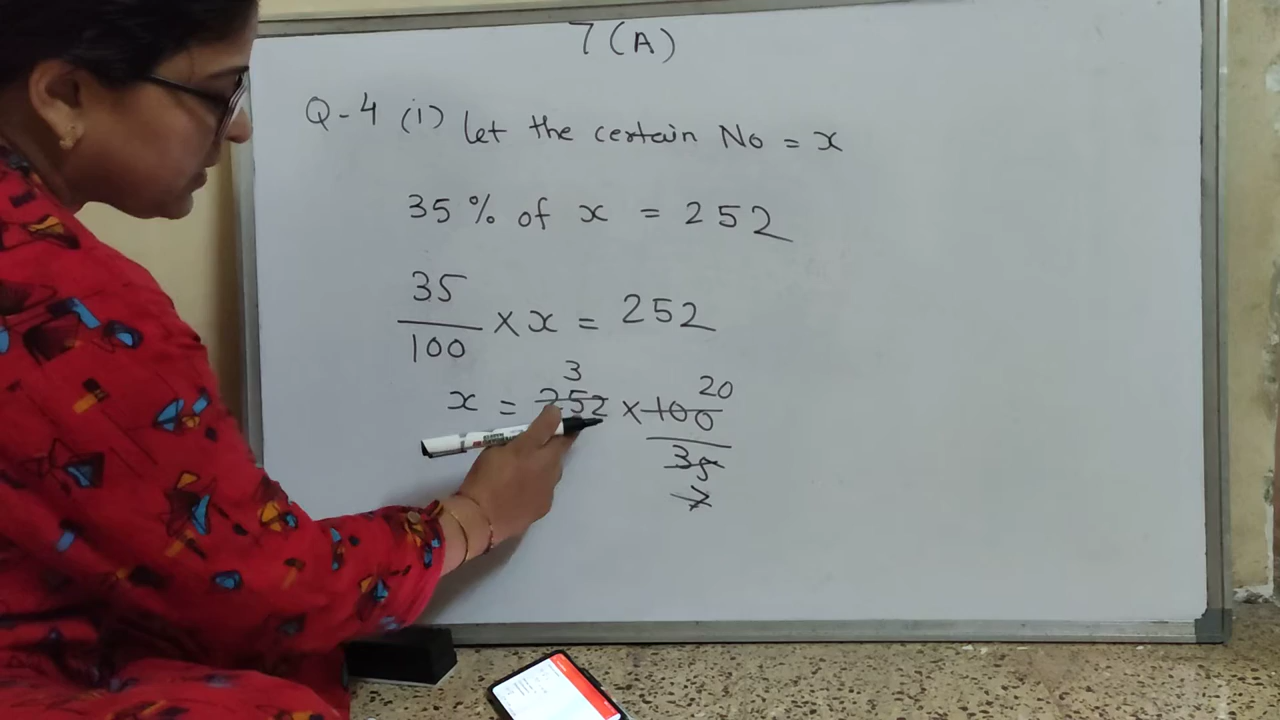 7 (A)
Q-4 (i) let the certain No = x
35 % of x = 252
35
100 × x = 252
3 20
x = 252 × 100
35
7